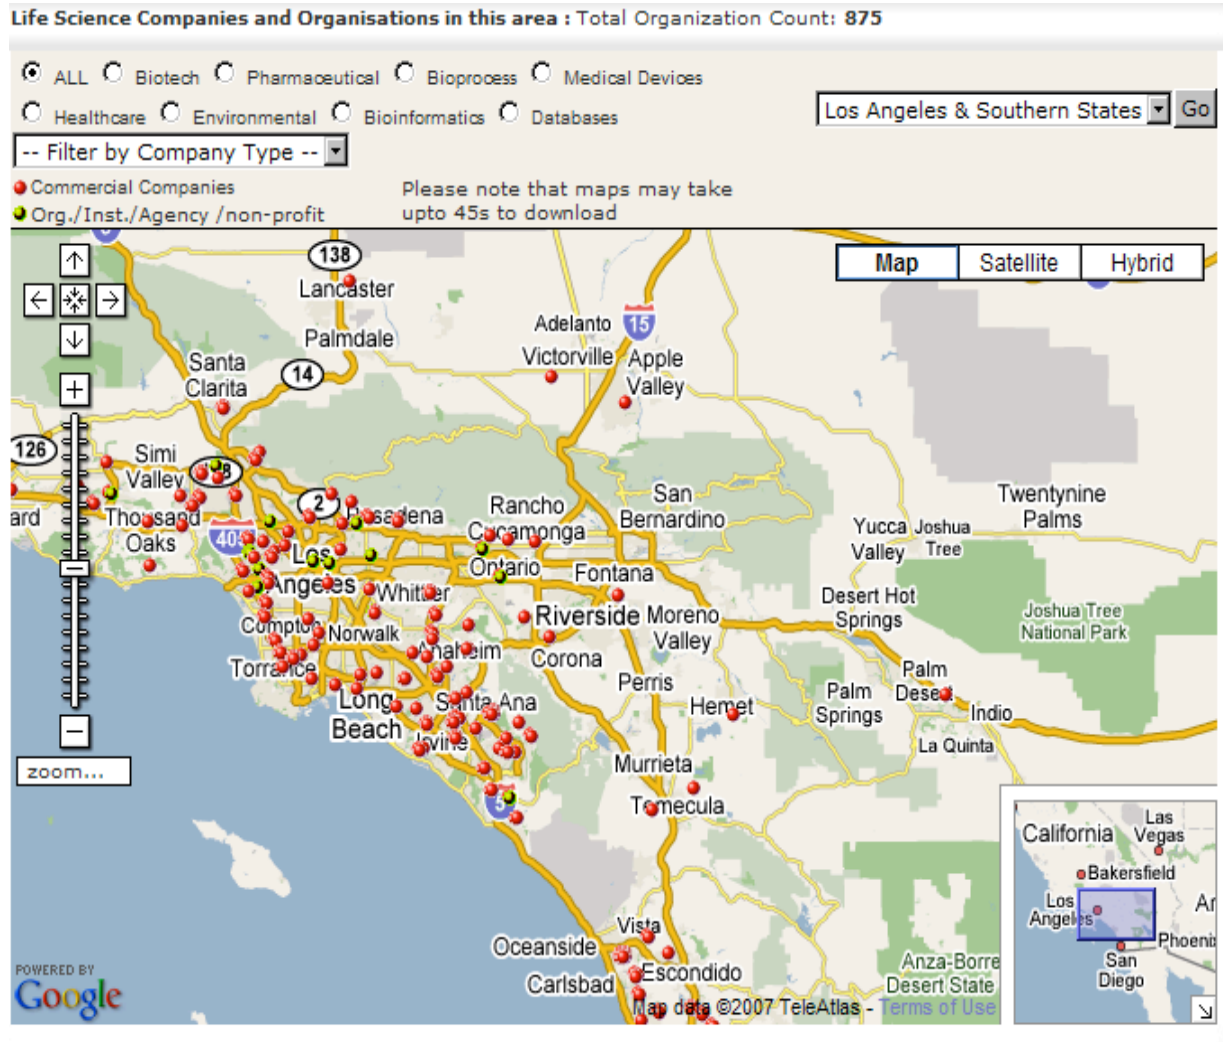 Life Science Companies and Organisations in this area : Total Organization Count: 875
ALL Biotech Pharmaceutical Bioprocess Medical Devices
Healthcare Environmental Bioinformatics Databases
Los Angeles & Southern States Go
-- Filter by Company Type --
Commercial Companies
Org./Inst./Agency /non-profit
Please note that maps may take
upto 45s to download
Map Satellite Hybrid
138
Lancaster
Palmdale
Adelanto
15
Victorville
Apple
Valley
Santa
Clarita
14
126
Simi
Valley
2
Pasadena
Rancho
Cucamonga
San
Bernardino
Twentynine
Palms
Yucca
Valley
Joshua
Tree
ard
Thousand
Oaks
405
Los
Angeles
Ontario
Fontana
Whittier
Desert Hot
Springs
Joshua Tree
National Park
Compton
Norwalk
Riverside
Moreno
Valley
Torrance
Anaheim
Corona
Perris
Palm
Desert
Long
Beach
Santa Ana
Hemet
Palm
Springs
Indio
Irvine
La Quinta
Murrieta
zoom...
5
Temecula
Vista
Oceanside
Carlsbad
Escondido
Anza-Borre
Desert State
POWERED BY
Google
Map data ©2007 TeleAtlas - Terms of Use
California
Las
Vegas
Bakersfield
Los
Angeles
Ar
Phoeni
San
Diego